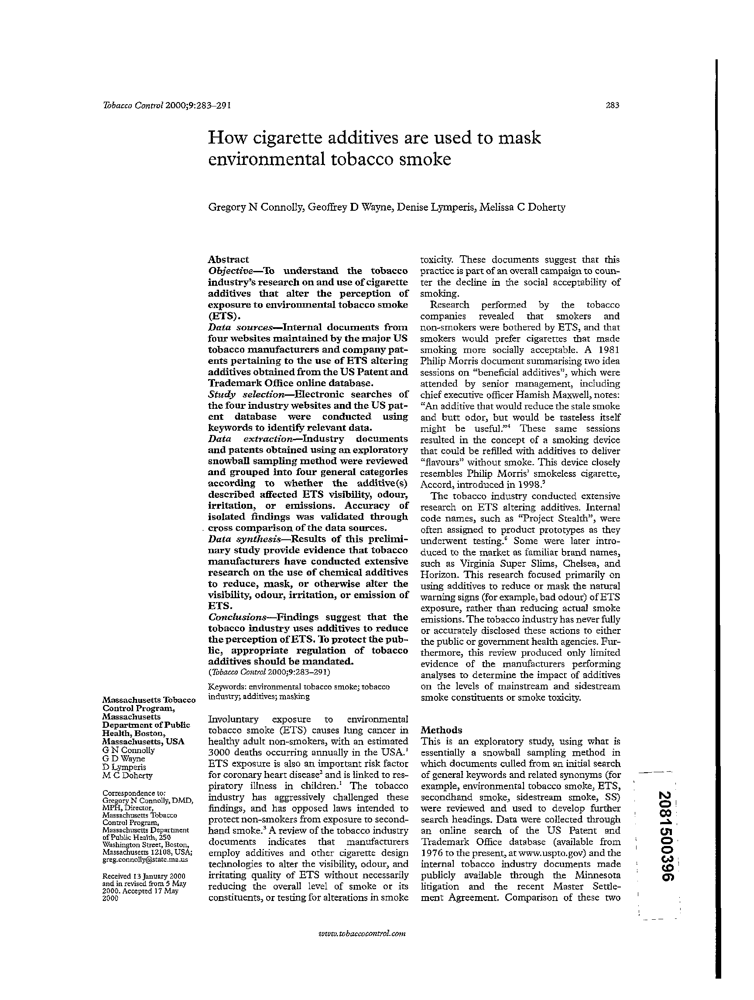 Tobacco Control 2000;9:283–291
283
How cigarette additives are used to mask
environmental tobacco smoke
Gregory N Connolly, Geoffrey D Wayne, Denise Lymperis, Melissa C Doherty
Abstract
Objective—To understand the tobacco
industry's research on and use of cigarette
additives that alter the perception of
exposure to environmental tobacco smoke
(ETS).
Data sources—Internal documents from
four websites maintained by the major US
tobacco manufacturers and company pat-
ents pertaining to the use of ETS altering
additives obtained from the US Patent and
Trademark Office online database.
Study selection—Electronic searches of
the four industry websites and the US pat-
ent database were conducted using
keywords to identify relevant data.
Data extraction—Industry documents
and patents obtained using an exploratory
snowball sampling method were reviewed
and grouped into four general categories
according to whether the additive(s)
described affected ETS visibility, odour,
irritation, or emissions. Accuracy of
isolated findings was validated through
cross comparison of the data sources.
Data synthesis—Results of this prelimi-
nary study provide evidence that tobacco
manufacturers have conducted extensive
research on the use of chemical additives
to reduce, mask, or otherwise alter the
visibility, odour, irritation, or emission of
ETS.
Conclusions—Findings suggest that the
tobacco industry uses additives to reduce
the perception of ETS. To protect the pub-
lic, appropriate regulation of tobacco
additives should be mandated.
(Tobacco Control 2000;9:283–291)
Keywords: environmental tobacco smoke; tobacco
industry; additives; masking
Involuntary exposure to environmental
tobacco smoke (ETS) causes lung cancer in
healthy adult non-smokers, with an estimated
3000 deaths occurring annually in the USA.1
ETS exposure is also an important risk factor
for coronary heart disease2 and is linked to res-
piratory illness in children.1 The tobacco
industry has aggressively challenged these
findings, and has opposed laws intended to
protect non-smokers from exposure to second-
hand smoke.3 A review of the tobacco industry
documents indicates that manufacturers
employ additives and other cigarette design
technologies to alter the visibility, odour, and
irritating quality of ETS without necessarily
reducing the overall level of smoke or its
constituents, or testing for alterations in smoke
toxicity. These documents suggest that this
practice is part of an overall campaign to coun-
ter the decline in the social acceptability of
smoking.
Research performed by the tobacco
companies revealed that smokers and
non-smokers were bothered by ETS, and that
smokers would prefer cigarettes that made
smoking more socially acceptable. A 1981
Philip Morris document summarising two idea
sessions on "beneficial additives", which were
attended by senior management, including
chief executive officer Hamish Maxwell, notes:
"An additive that would reduce the stale smoke
and butt odor, but would be tasteless itself
might be useful."4 These same sessions
resulted in the concept of a smoking device
that could be refilled with additives to deliver
"flavours" without smoke. This device closely
resembles Philip Morris' smokeless cigarette,
Accord, introduced in 1998.5
The tobacco industry conducted extensive
research on ETS altering additives. Internal
code names, such as "Project Stealth", were
often assigned to product prototypes as they
underwent testing.6 Some were later intro-
duced to the market as familiar brand names,
such as Virginia Super Slims, Chelsea, and
Horizon. This research focused primarily on
using additives to reduce or mask the natural
warning signs (for example, bad odour) of ETS
exposure, rather than reducing actual smoke
emissions. The tobacco industry has never fully
or accurately disclosed these actions to either
the public or government health agencies. Fur-
thermore, this review produced only limited
evidence of the manufacturers performing
analyses to determine the impact of additives
on the levels of mainstream and sidestream
smoke constituents or smoke toxicity.
Methods
This is an exploratory study, using what is
essentially a snowball sampling method in
which documents culled from an initial search
of general keywords and related synonyms (for
example, environmental tobacco smoke, ETS,
secondhand smoke, sidestream smoke, SS)
were reviewed and used to develop further
search headings. Data were collected through
an online search of the US Patent and
Trademark Office database (available from
1976 to the present, at www.uspto.gov) and the
internal tobacco industry documents made
publicly available through the Minnesota
litigation and the recent Master Settle-
ment Agreement. Comparison of these two
Massachusetts Tobacco
Control Program,
Massachusetts
Department of Public
Health, Boston,
Massachusetts, USA
G N Connolly
G D Wayne
D Lymperis
M C Doherty
Correspondence to:
Gregory N Connolly, DMD,
MPH, Director,
Massachusetts Tobacco
Control Program,
Massachusetts Department
of Public Health, 250
Washington Street, Boston,
Massachusetts 12108, USA;
greg.connolly@state.ma.us
Received 13 January 2000
and in revised from 5 May
2000. Accepted 17 May
2000
www.tobaccocontrol.com
2081500396